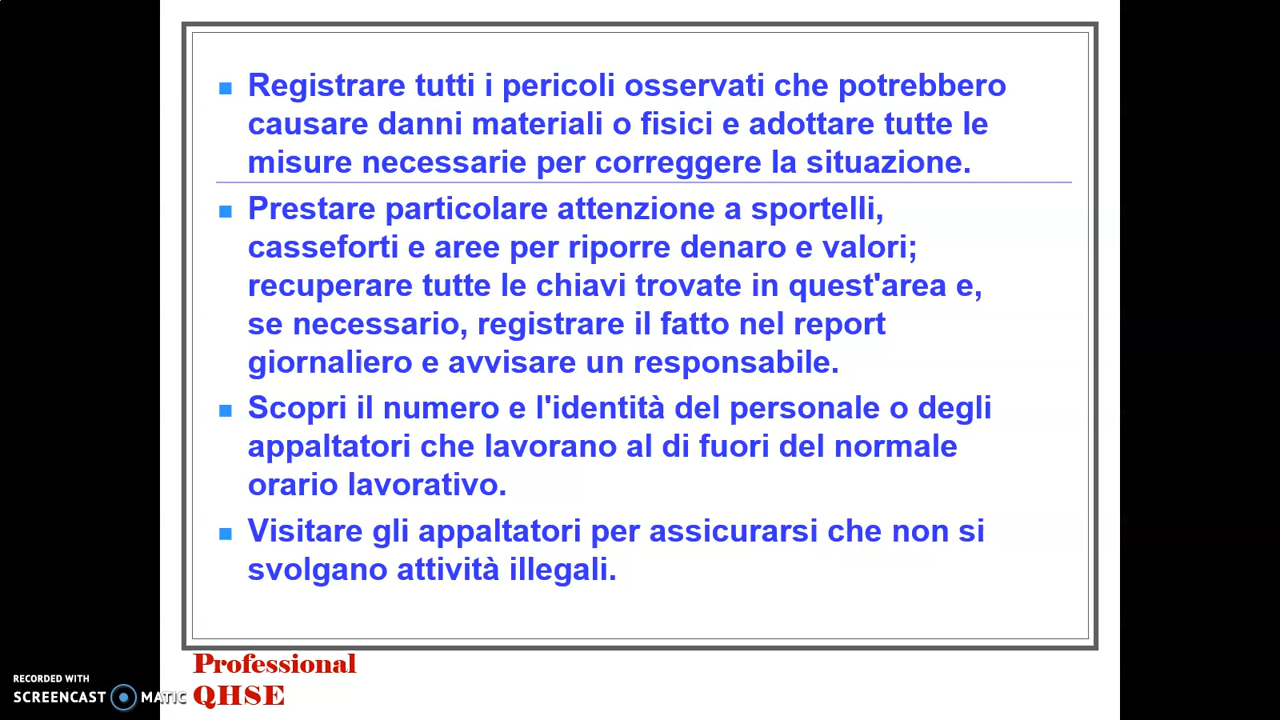 Registrare tutti i pericoli osservati che potrebbero
causare danni materiali o fisici e adottare tutte le
misure necessarie per correggere la situazione.
Prestare particolare attenzione a sportelli,
casseforti e aree per riporre denaro e valori;
recuperare tutte le chiavi trovate in quest'area e,
se necessario, registrare il fatto nel report
giornaliero e avvisare un responsabile.
Scopri il numero e l'identità del personale o degli
appaltatori che lavorano al di fuori del normale
orario lavorativo.
Visitare gli appaltatori per assicurarsi che non si
svolgano attività illegali.
Professional
QHSE
RECORDED WITH
SCREENCAST MATIC